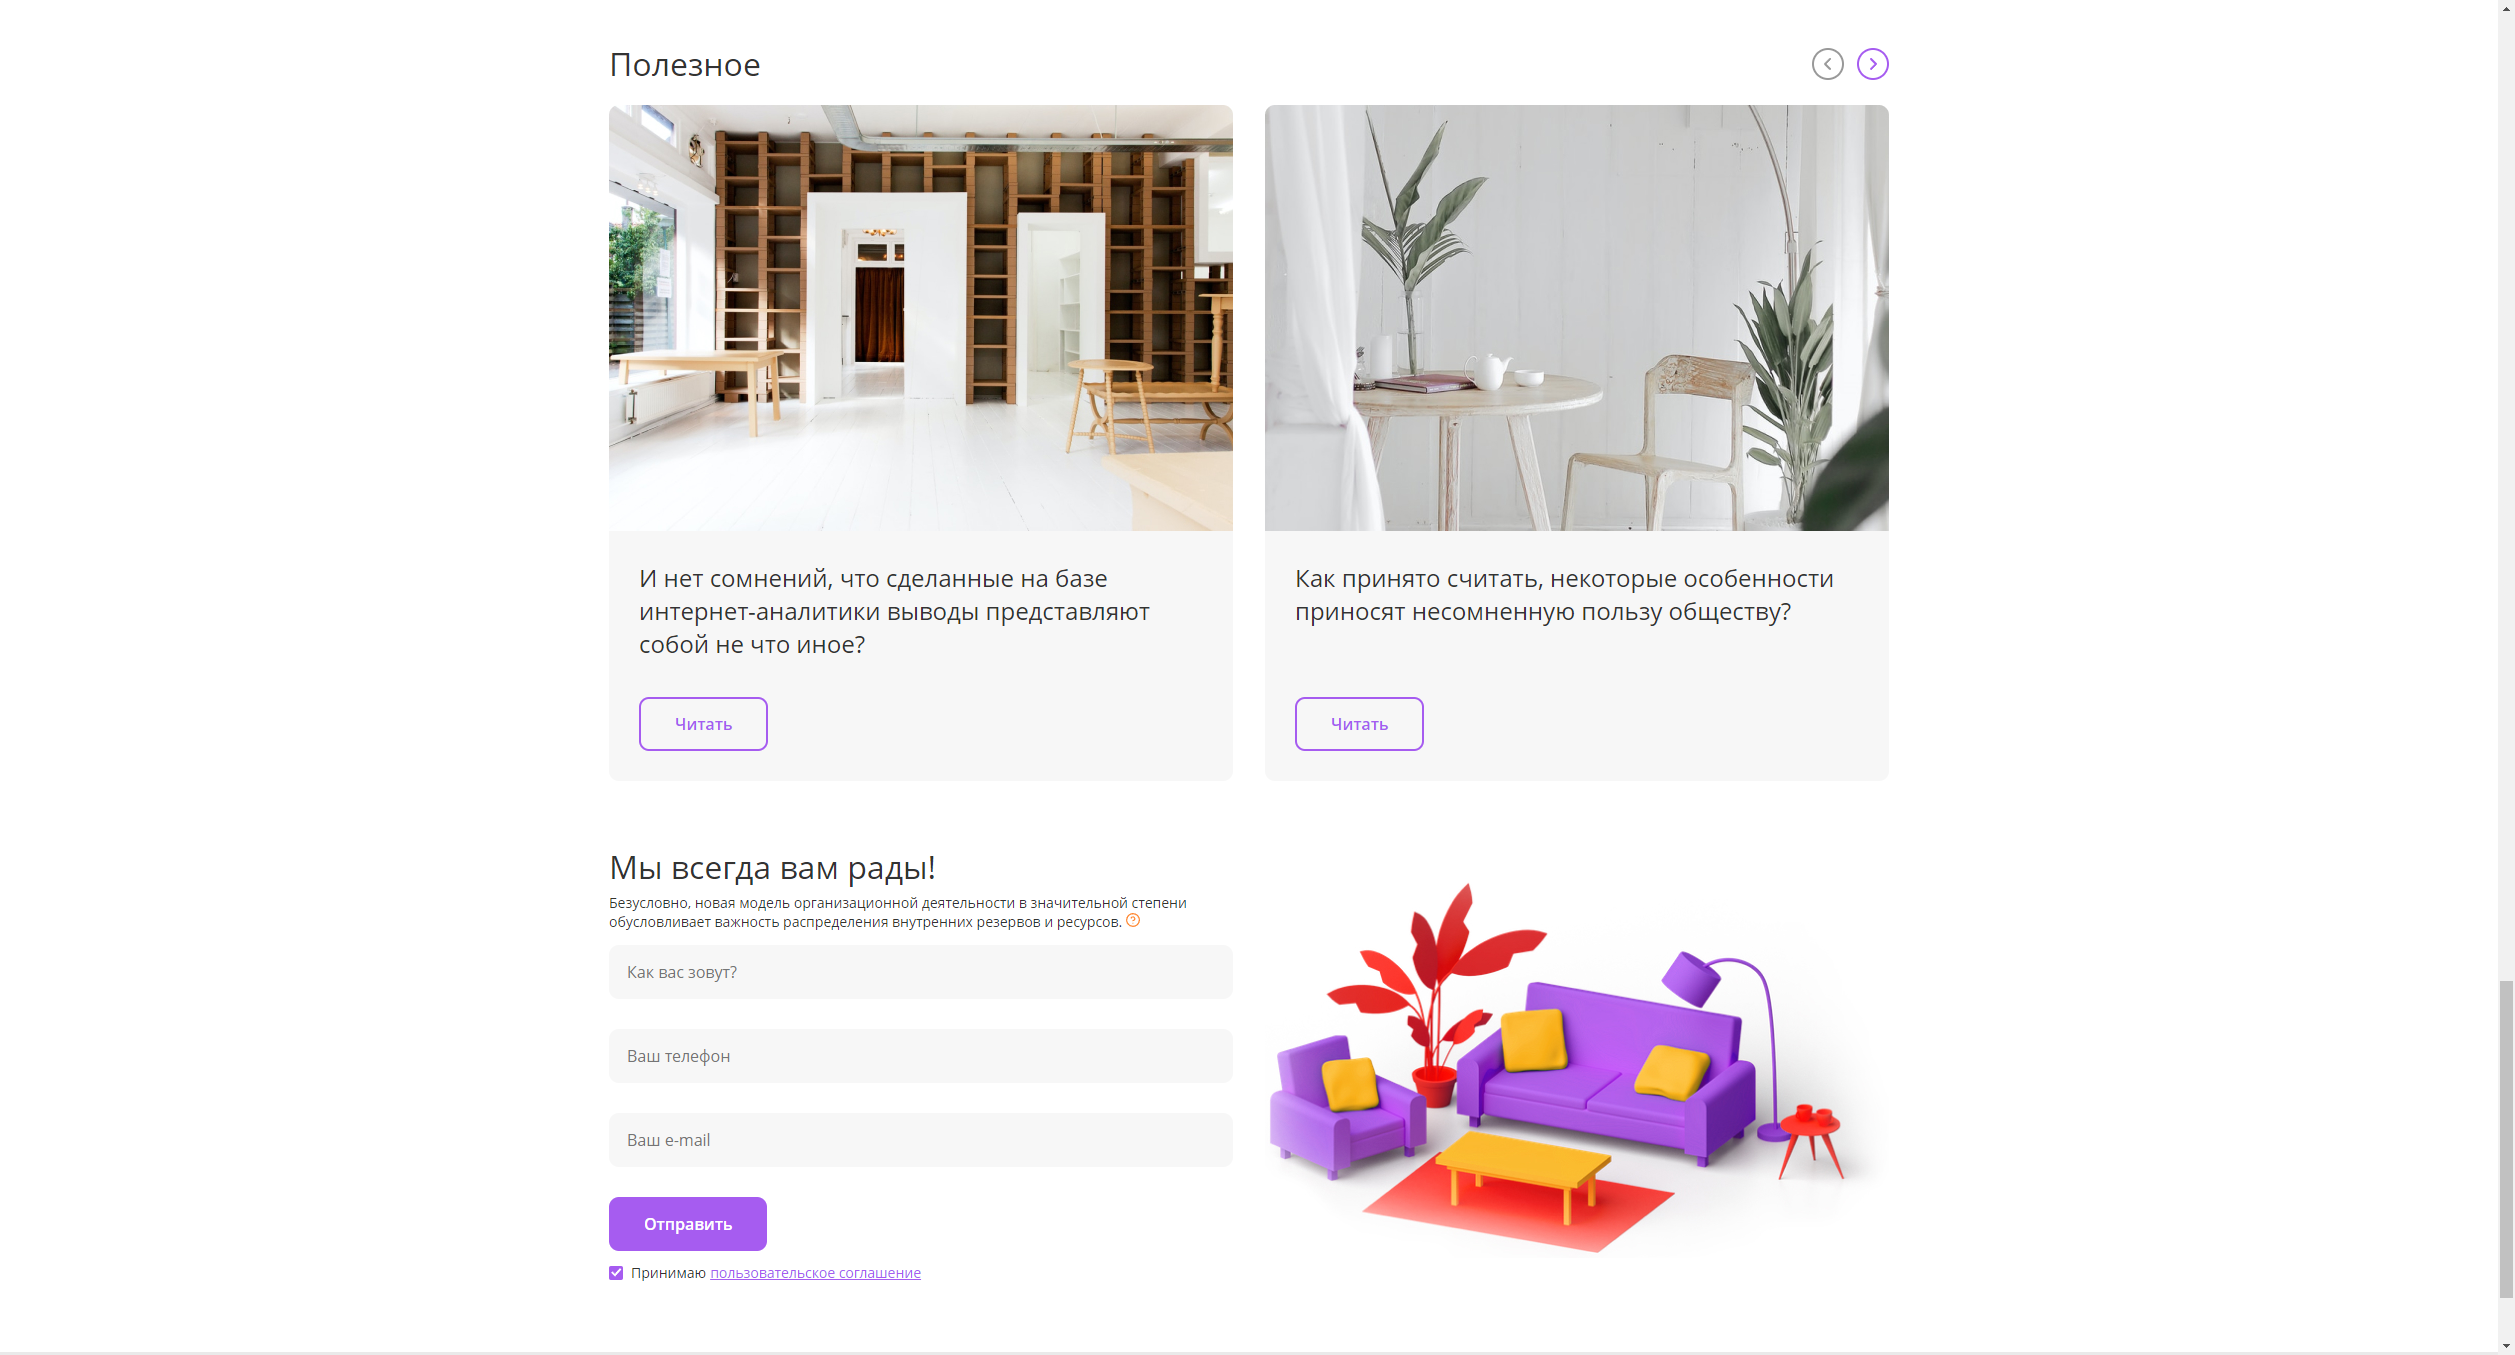 Полезное
И нет сомнений, что сделанные на базе
интернет-аналитики выводы представляют
собой не что иное?
Читать
Как принято считать, некоторые особенности
приносят несомненную пользу обществу?
Читать
Мы всегда вам рады!
Безусловно, новая модель организационной деятельности в значительной степени
обусловливает важность распределения внутренних резервов и ресурсов.
Как вас зовут?
Ваш телефон
Ваш e-mail
Отправить
Принимаю пользовательское соглашение